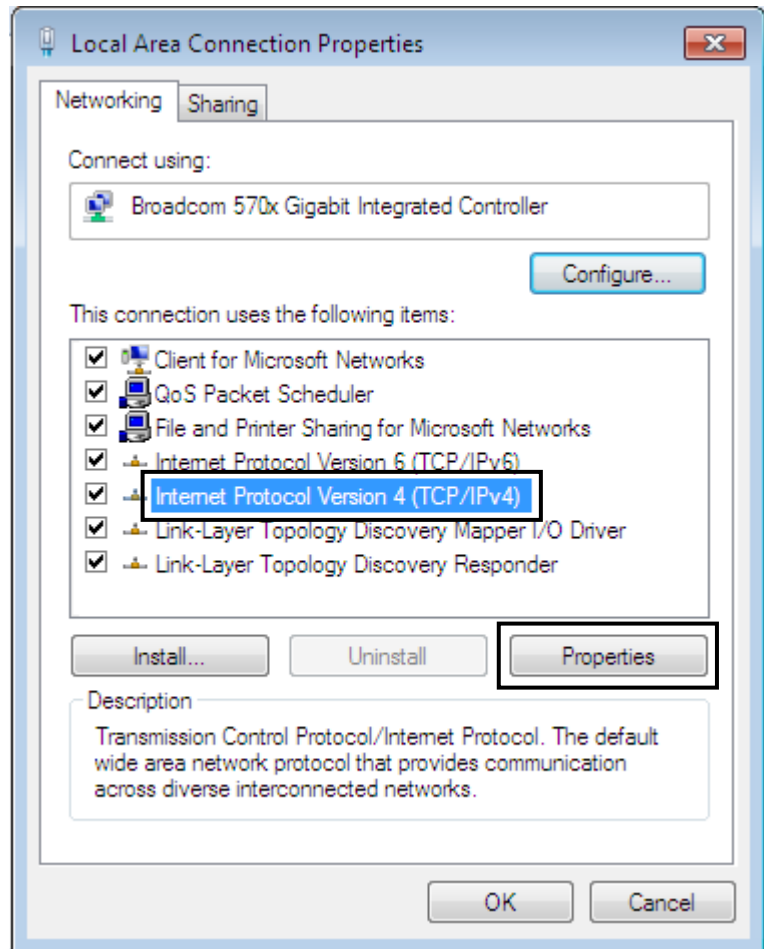 Local Area Connection Properties
Networking
Sharing
Connect using:
Broadcom 570x Gigabit Integrated Controller
Configure...
This connection uses the following items:
Client for Microsoft Networks
QoS Packet Scheduler
File and Printer Sharing for Microsoft Networks
Internet Protocol Version 6 (TCP/IPv6)
Internet Protocol Version 4 (TCP/IPv4)
Link-Layer Topology Discovery Mapper I/O Driver
Link-Layer Topology Discovery Responder
Install...
Uninstall
Properties
Description
Transmission Control Protocol/Internet Protocol. The default
wide area network protocol that provides communication
across diverse interconnected networks.
OK
Cancel